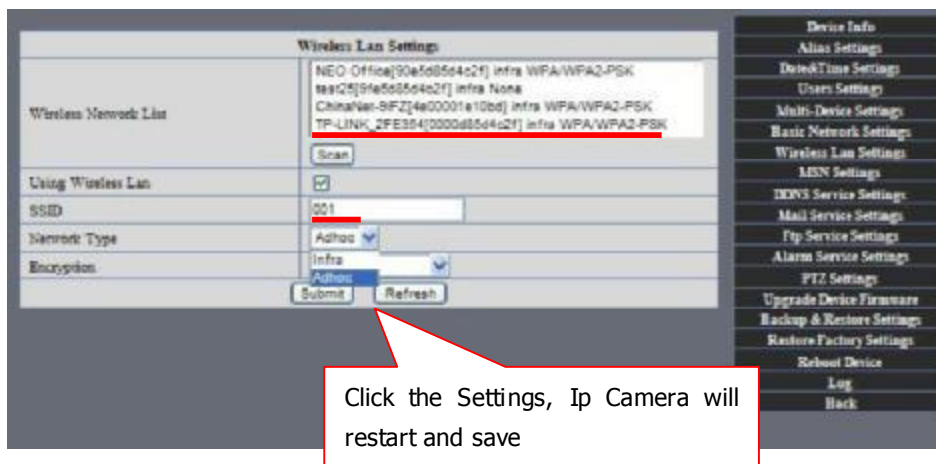 Wireless Lan Settings
Wireless Network List
NEO Office[90e5d85d4c2f] infra WPA/WPA2-PSK
test25[9fe5d85d4c2f] infra None
ChinaNet-9IFZ[4e00001e10bd] infra WPA/WPA2-PSK
TP-LINK_2FE364[0000d85d4c2f] infra WPA/WPA2-PSK
Scan
Using Wireless Lan
SSID
001
Network Type
Adhoc
Infra
Adhoc
Encryption
Submit Refresh
Click the Settings, Ip Camera will
restart and save
Device Info
Alias Settings
Date&Time Settings
Users Settings
Multi-Device Settings
Basic Network Settings
Wireless Lan Settings
MSN Settings
DDNS Service Settings
Mail Service Settings
Ftp Service Settings
Alarm Service Settings
PTZ Settings
Upgrade Device Firmware
Backup & Restore Settings
Restore Factory Settings
Reboot Device
Log
Back